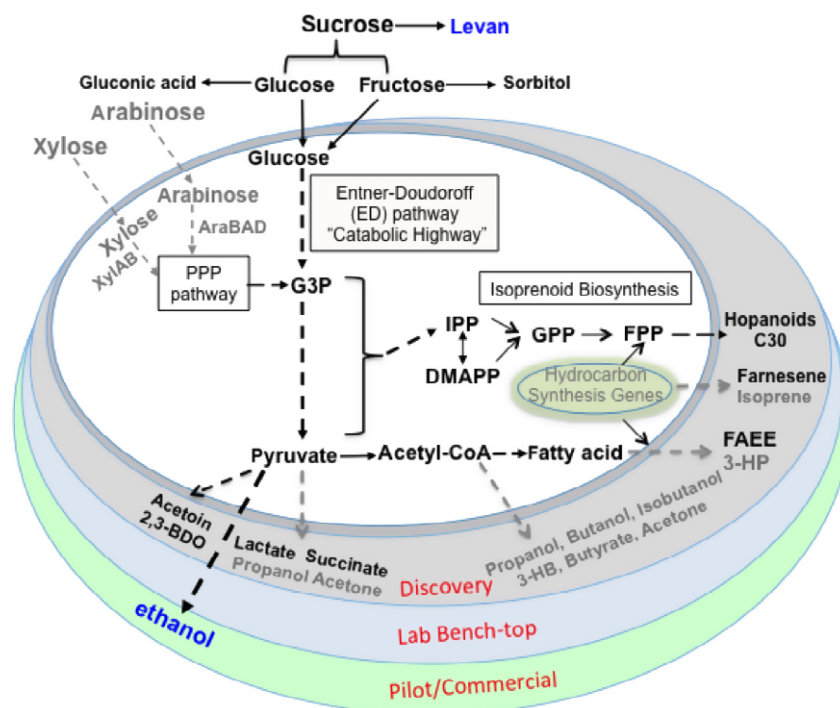 Sucrose
Levan
Gluconic acid
Glucose
Fructose
Sorbitol
Arabinose
Xylose
Glucose
Arabinose
Xylose
AraBAD
XylAB
Entner-Doudoroff
(ED) pathway
“Catabolic Highway”
PPP
pathway
G3P
Isoprenoid Biosynthesis
IPP
GPP
FPP
Hopanoids
C30
DMAPP
Hydrocarbon
Synthesis Genes
Farnesene
Isoprene
Pyruvate
Acetyl-CoA
Fatty acid
FAEE
3-HP
Acetoin
2,3-BDO
Lactate Succinate
Propanol Acetone
Propanol, Butanol, Isobutanol
3-HB, Butyrate, Acetone
Discovery
ethanol
Lab Bench-top
Pilot/Commercial